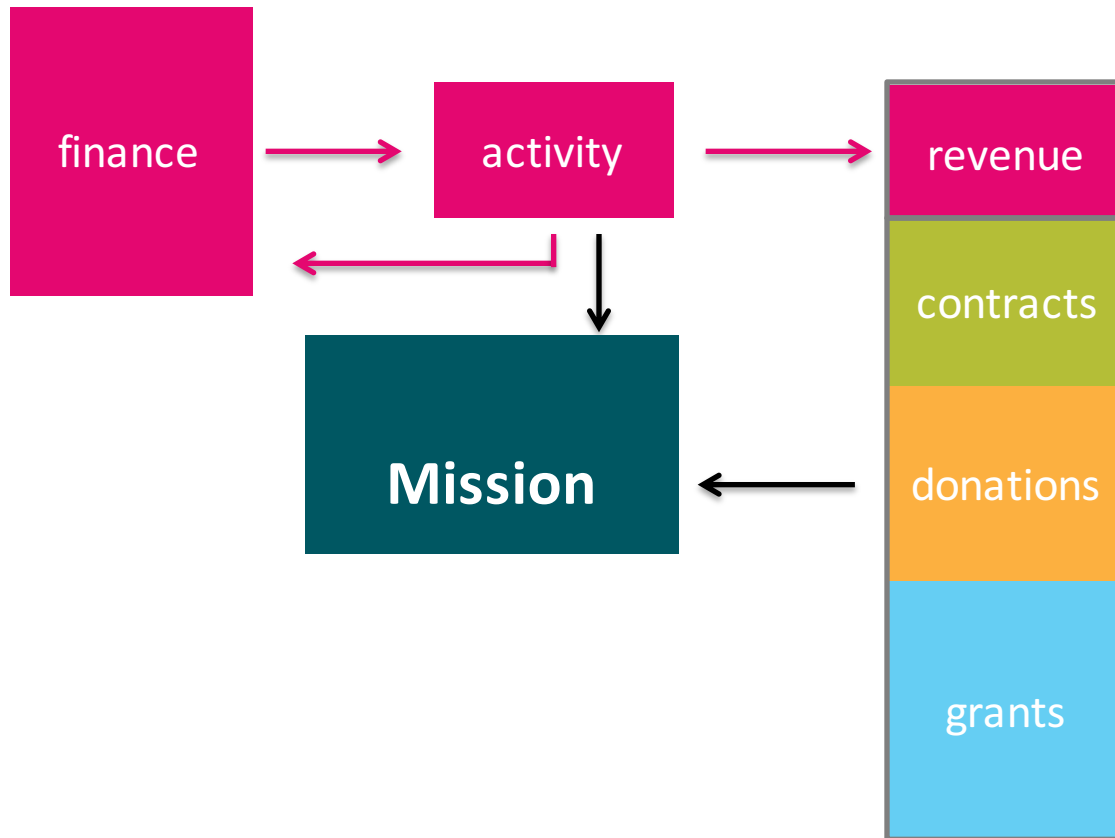 finance
activity
revenue
contracts
Mission
donations
grants